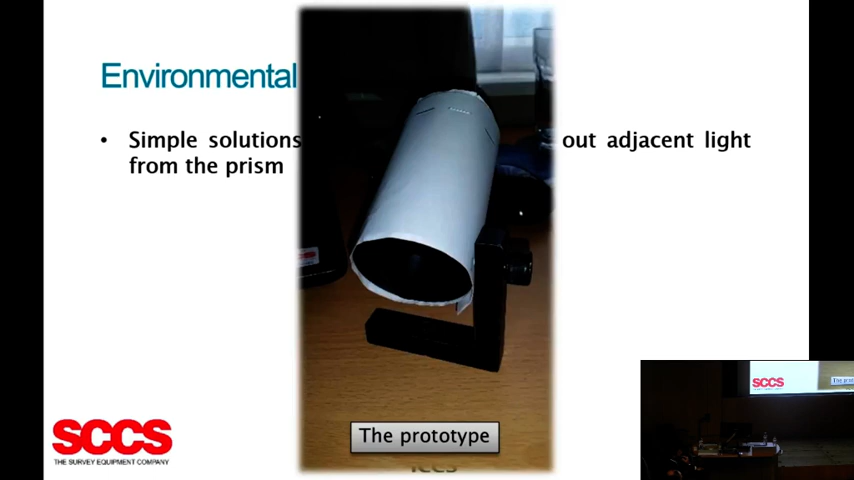 Environmental
• Simple solutions out adjacent light
from the prism
The prototype
SCCS
THE SURVEY EQUIPMENT COMPANY
SCCS